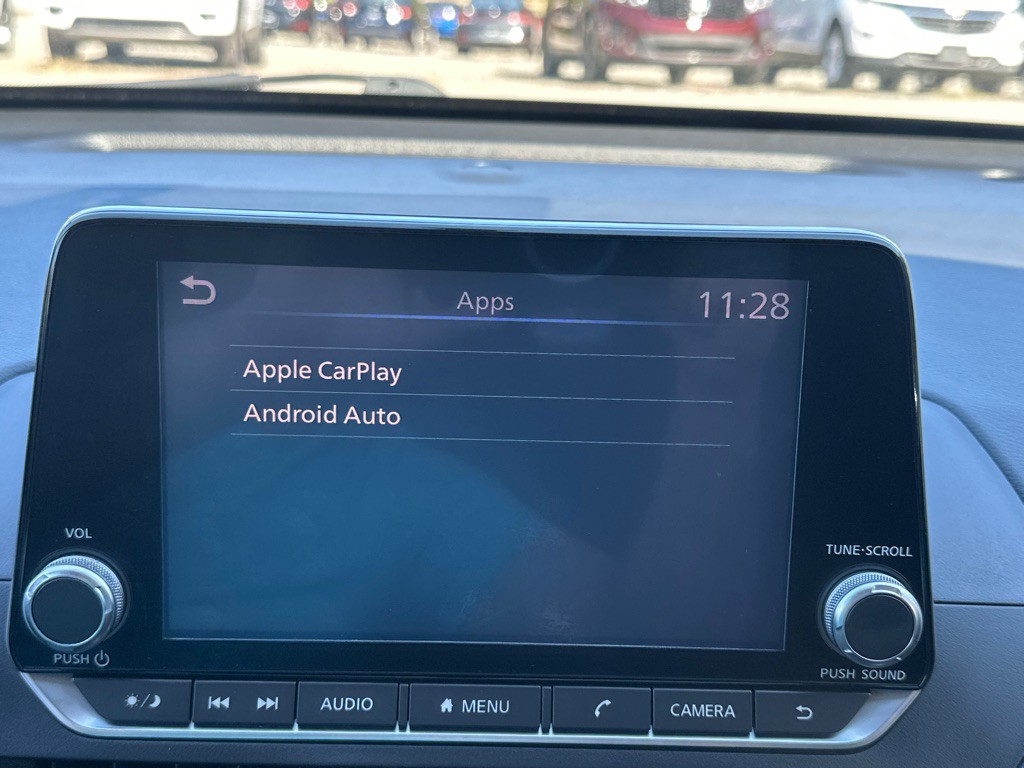 Apps
11:28
Apple CarPlay
Android Auto
VOL
PUSH
TUNE·SCROLL
PUSH SOUND
AUDIO
MENU
CAMERA